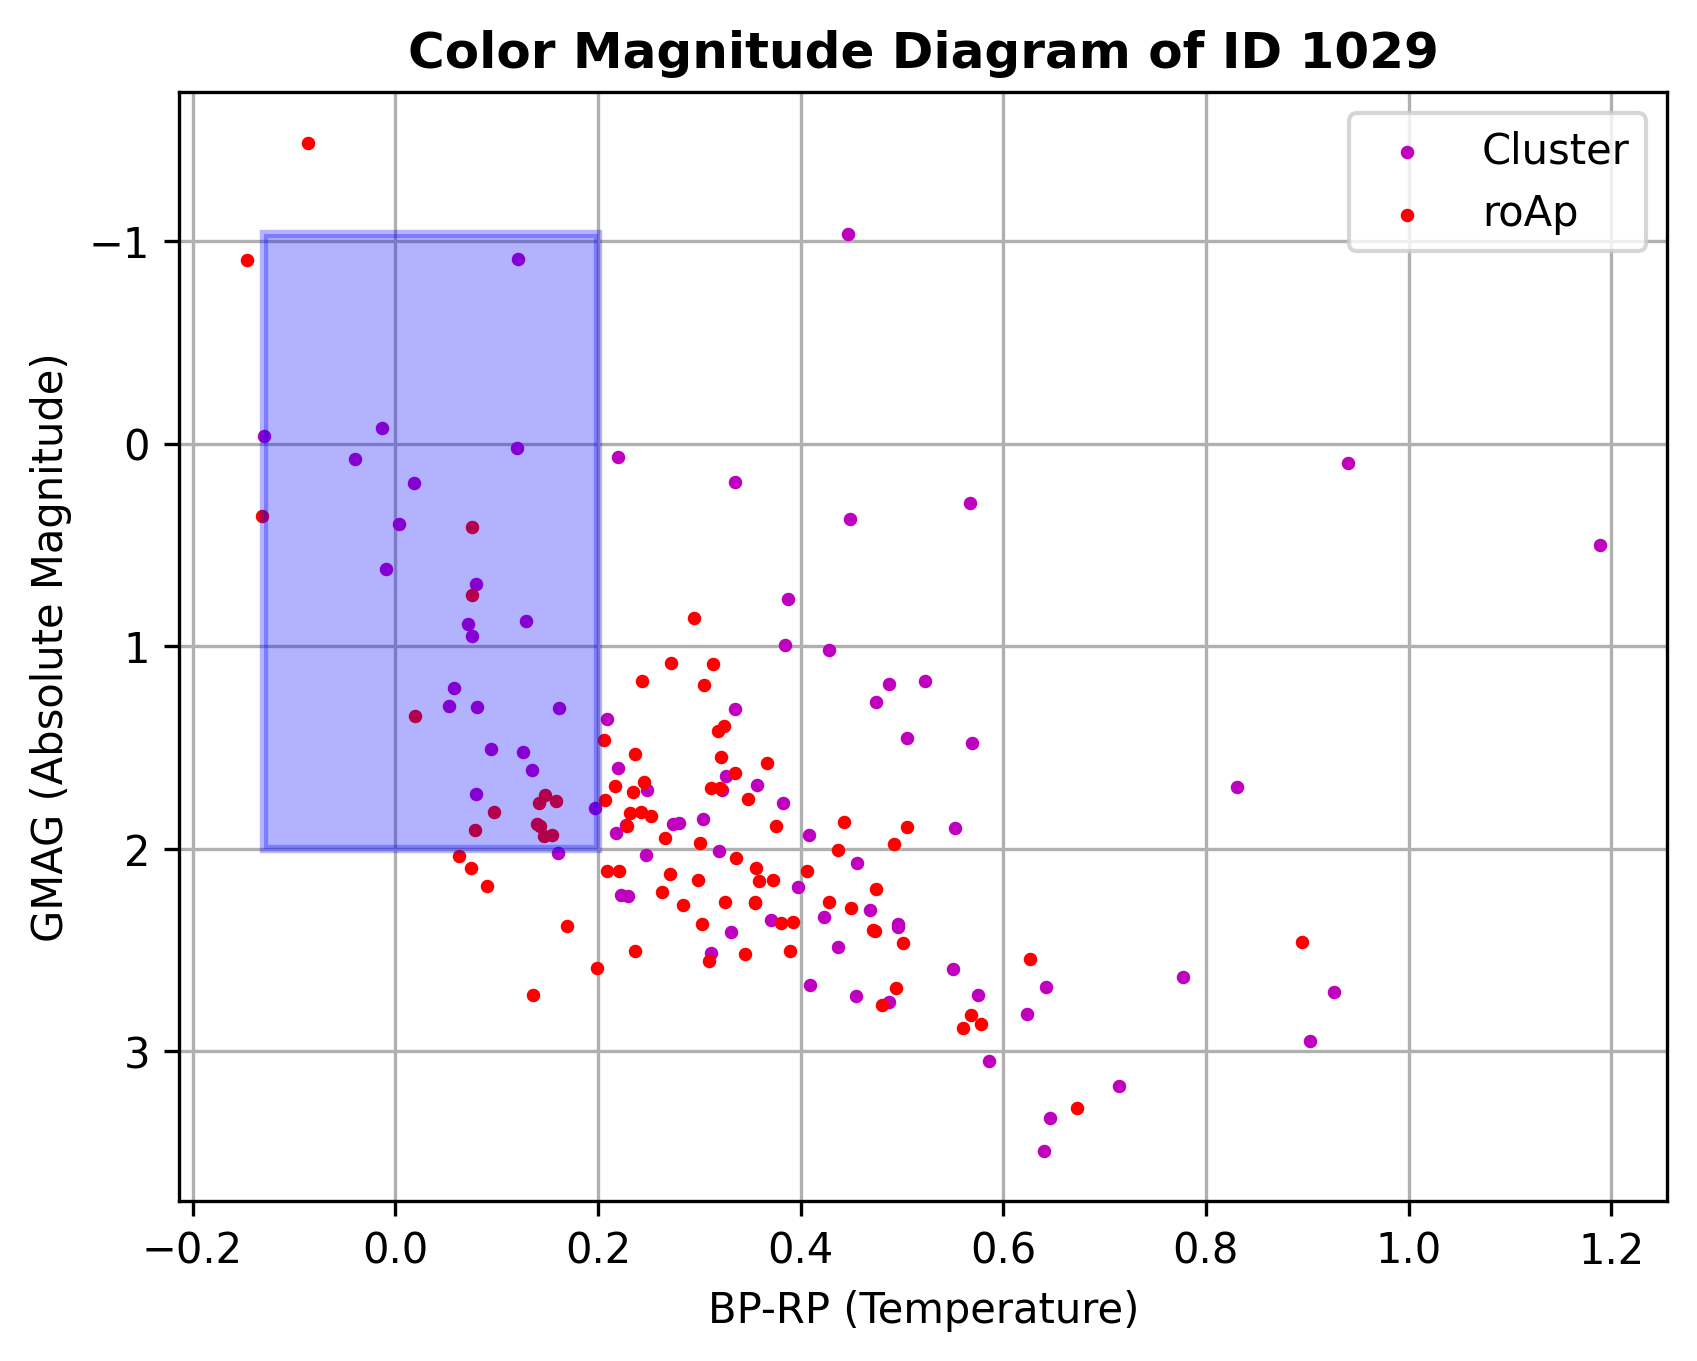 Color Magnitude Diagram of ID 1029
Cluster
roAp
GMAG (Absolute Magnitude)
−1
0
1
2
3
−0.2 0.0 0.2 0.4 0.6 0.8 1.0 1.2
BP-RP (Temperature)